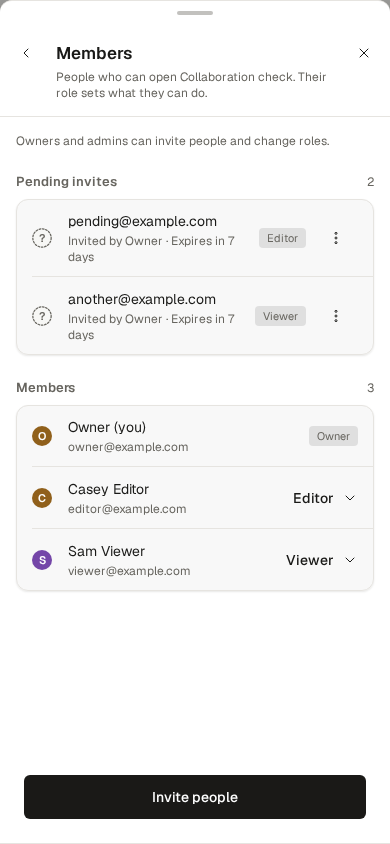 Members
People who can open Collaboration check. Their
role sets what they can do.
Owners and admins can invite people and change roles.
Pending invites 2
? pending@example.com Editor
Invited by Owner · Expires in 7
days
? another@example.com Viewer
Invited by Owner · Expires in 7
days
Members 3
O Owner (you) Owner
owner@example.com
C Casey Editor Editor
editor@example.com
S Sam Viewer Viewer
viewer@example.com
Invite people